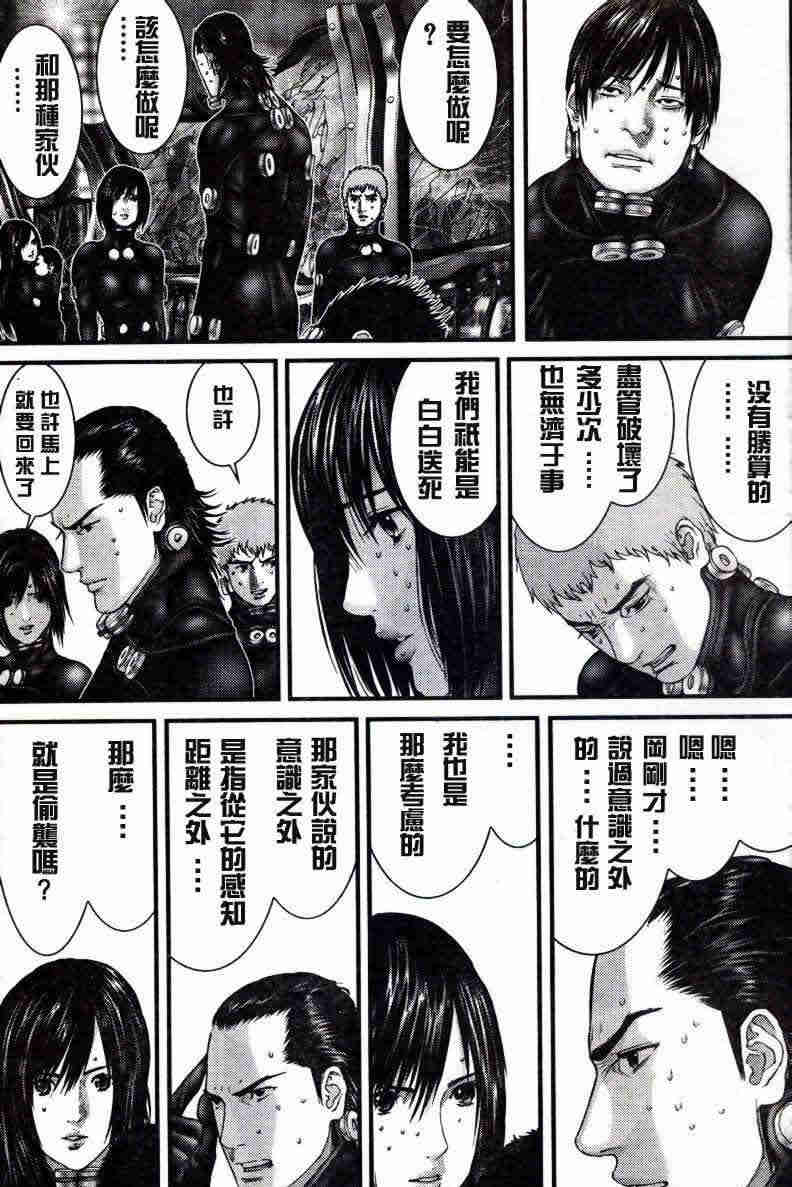 要怎麼做呢
？
該怎麼做呢
……
和那種家伙
……
没有勝算的
…… ……
盡管破壞了
多少次 ……
也無濟于事
我們祇能是
白白送死
也許
也許馬上
就要回來了
嗯……
嗯……
岡剛才……
說過意識之外
的…… 什麼的
……
我也是
那麼考慮的
那家伙說的
意識之外
是指從它的感知
距離之外 ……
那麼 ……
就是偷襲嗎？